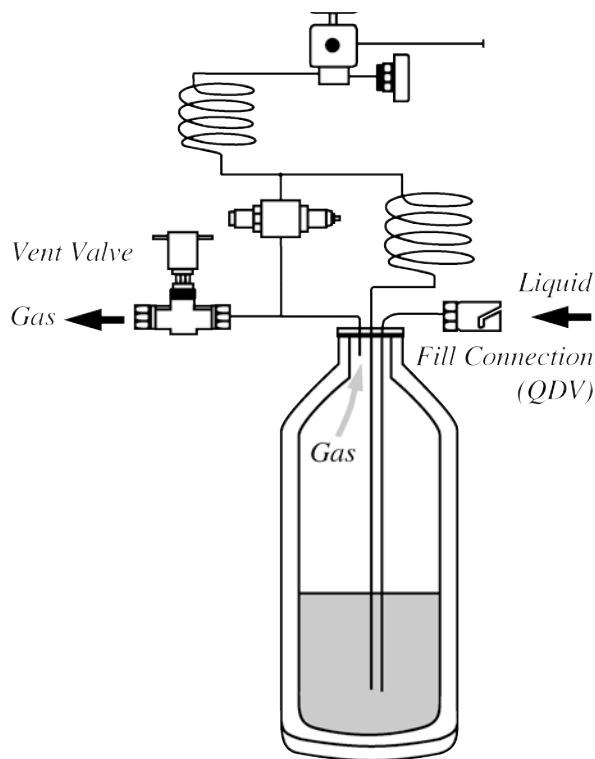 Vent Valve
Gas
Liquid
Fill Connection
(QDV)
Gas